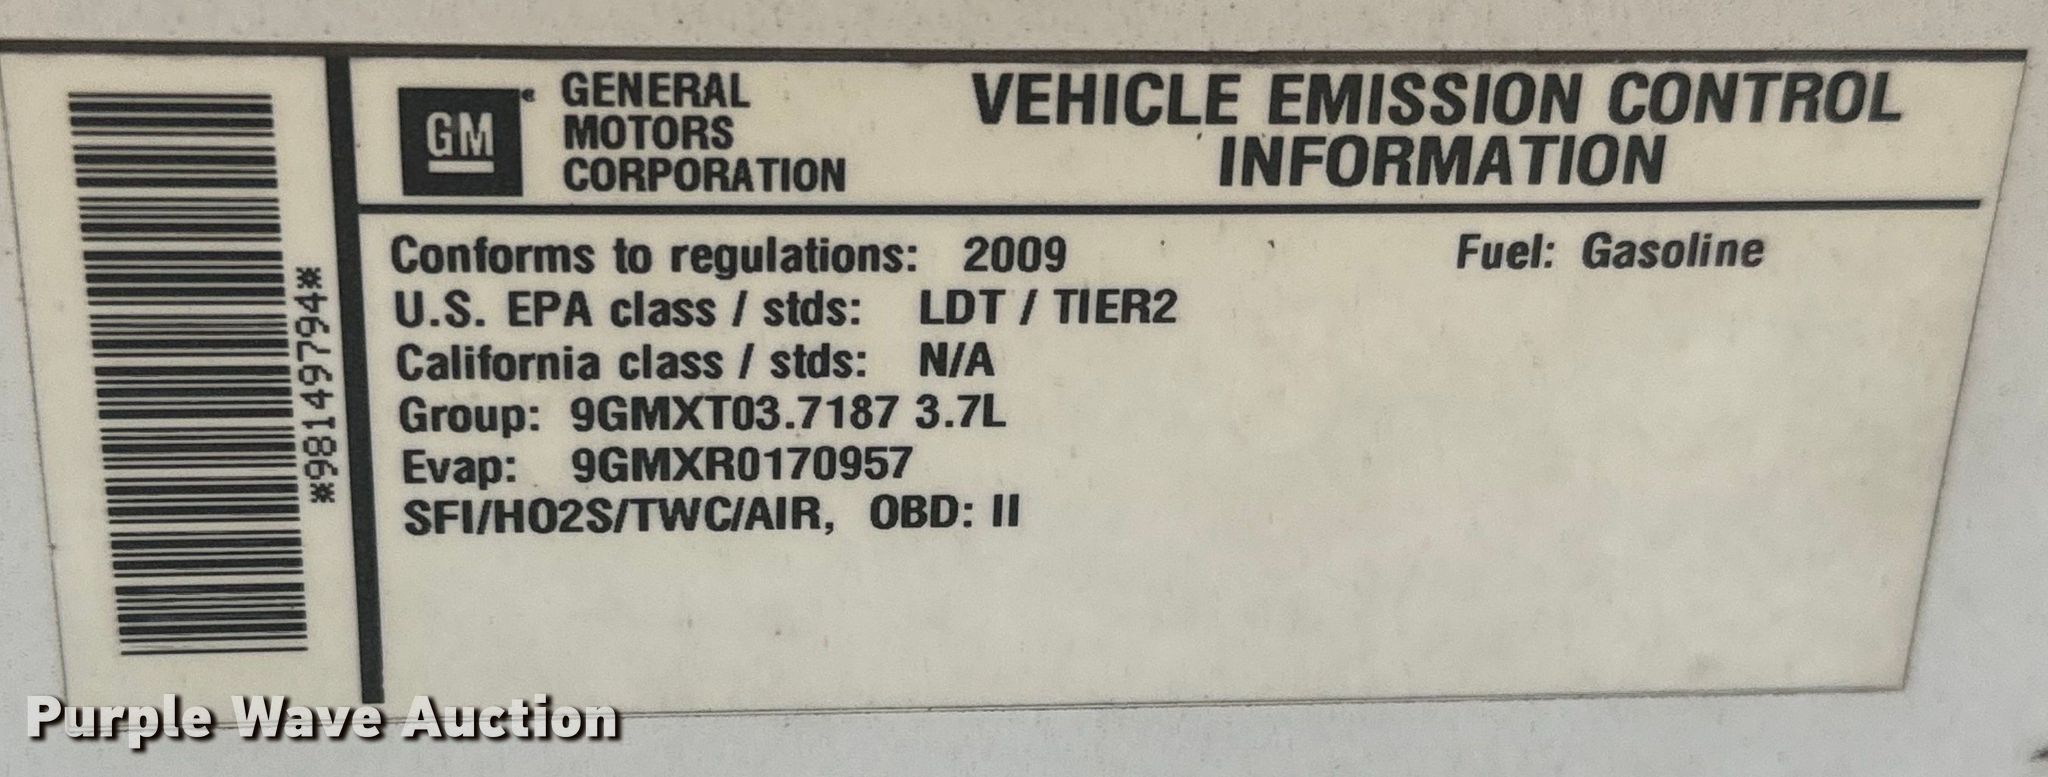 *98149794*
GM
GENERAL
MOTORS
CORPORATION
VEHICLE EMISSION CONTROL
INFORMATION
Conforms to regulations: 2009 Fuel: Gasoline
U.S. EPA class / stds: LDT / TIER2
California class / stds: N/A
Group: 9GMXT03.7187 3.7L
Evap: 9GMXR0170957
SFI/HO2S/TWC/AIR, OBD: II
Purple Wave Auction